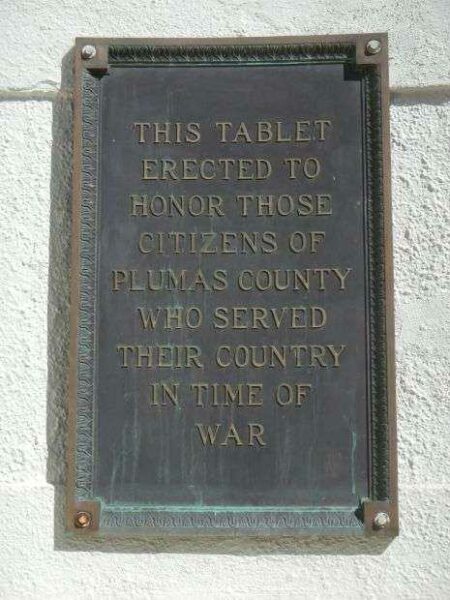 THIS TABLET
ERECTED TO
HONOR THOSE
CITIZENS OF
PLUMAS COUNTY
WHO SERVED
THEIR COUNTRY
IN TIME OF
WAR